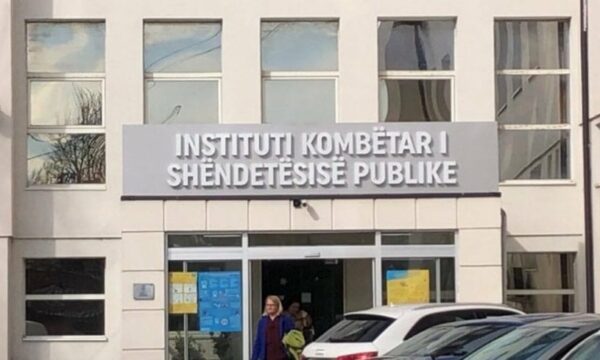 INSTITUTI KOMBËTAR I
SHËNDETËSISË PUBLIKE